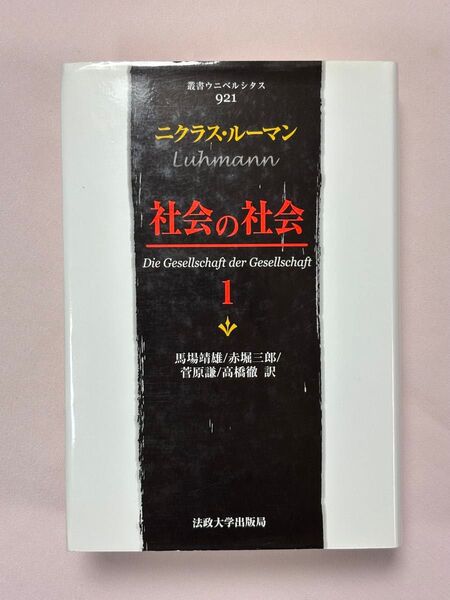 叢書ウニベルシタス
921
ニクラス・ルーマン
Luhmann
社会の社会
Die Gesellschaft der Gesellschaft
1
馬場靖雄/赤堀三郎/
菅原謙/高橋徹 訳
法政大学出版局